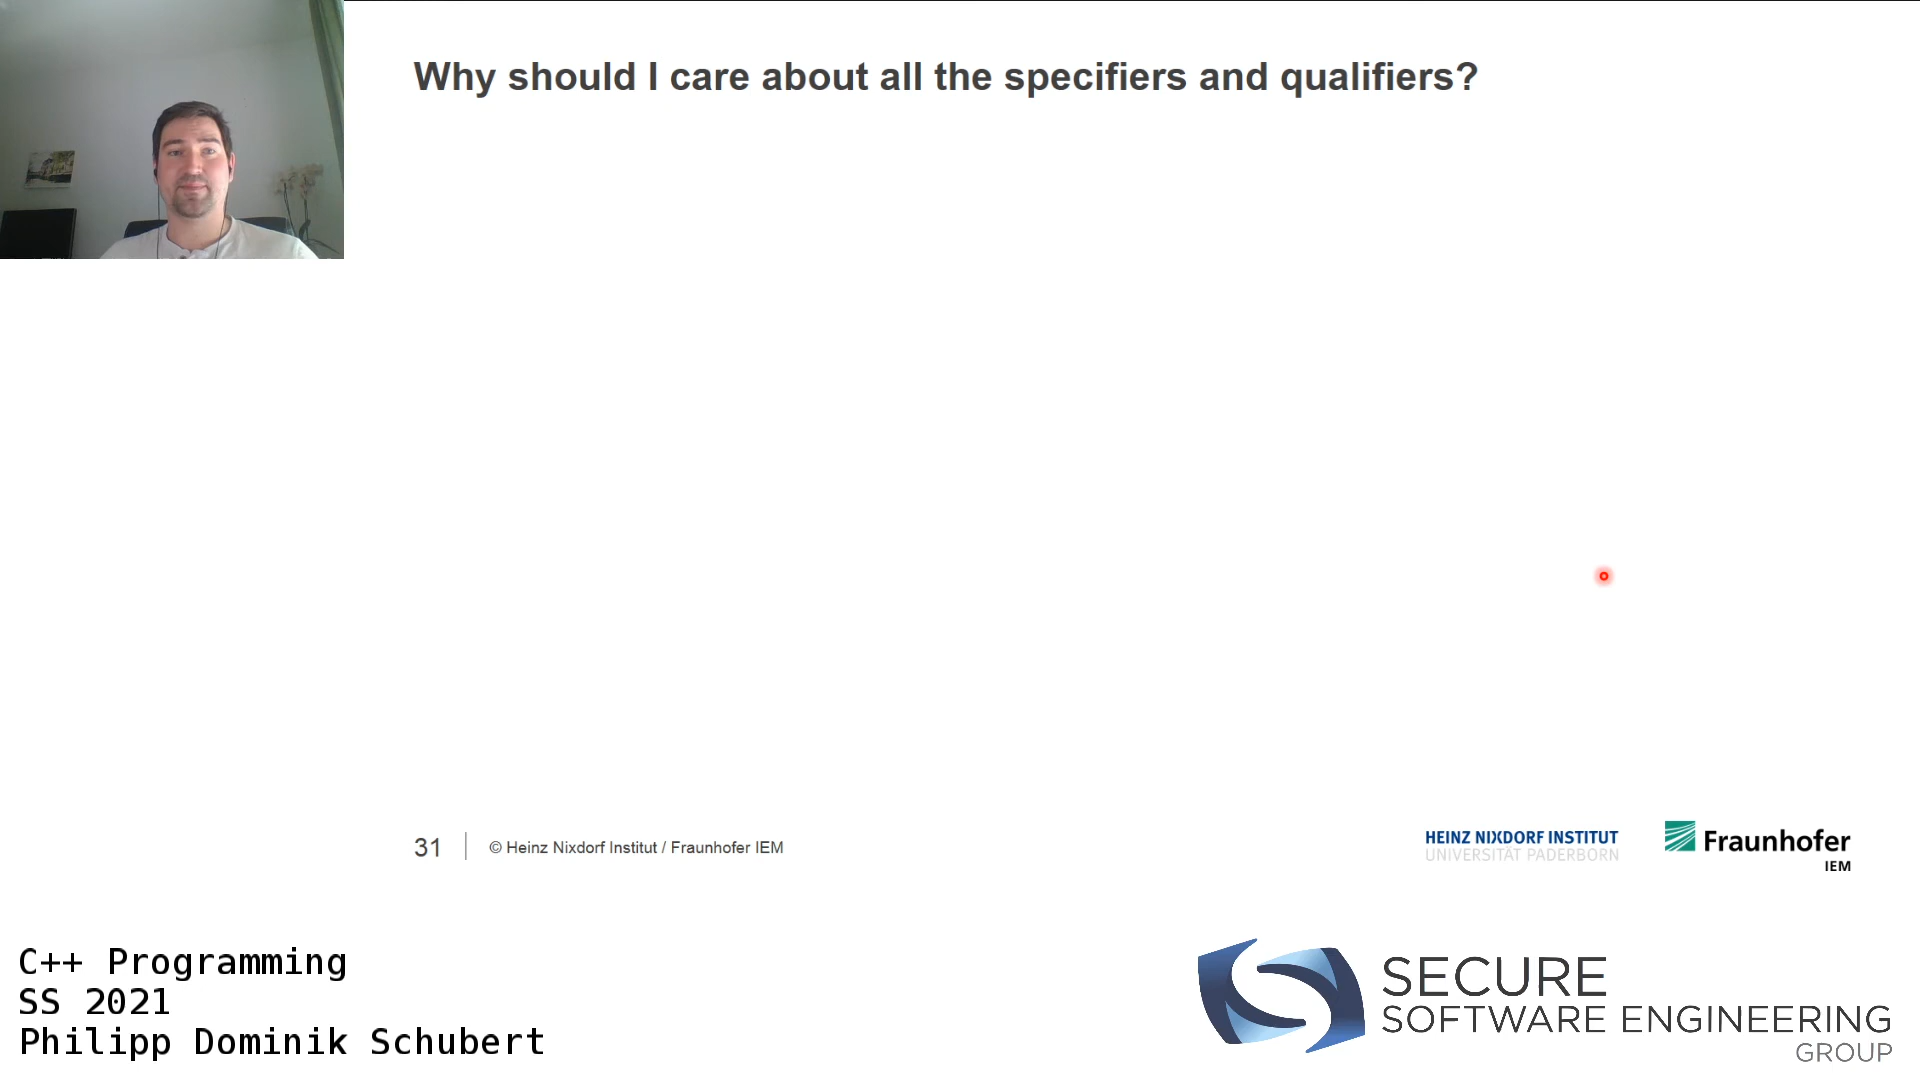 Why should I care about all the specifiers and qualifiers?
31
© Heinz Nixdorf Institut / Fraunhofer IEM
HEINZ NIXDORF INSTITUT
UNIVERSITÄT PADERBORN
Fraunhofer
IEM
C++ Programming
SS 2021
Philipp Dominik Schubert
SECURE
SOFTWARE ENGINEERING
GROUP